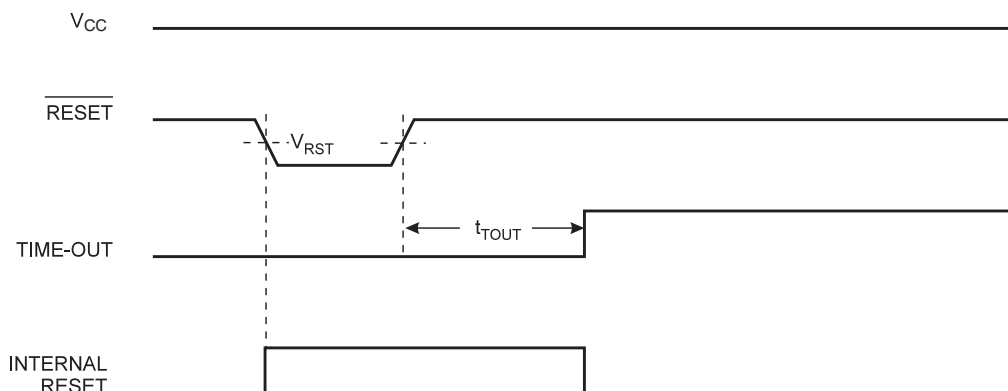 VCC
RESET
VRST
tTOUT
TIME-OUT
INTERNAL
RESET